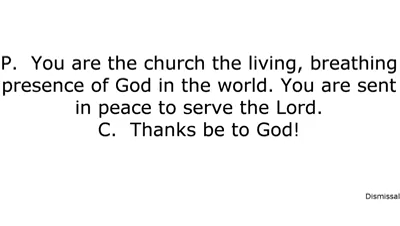 P.  You are the church the living, breathing
presence of God in the world. You are sent
in peace to serve the Lord.
C.  Thanks be to God!
Dismissal